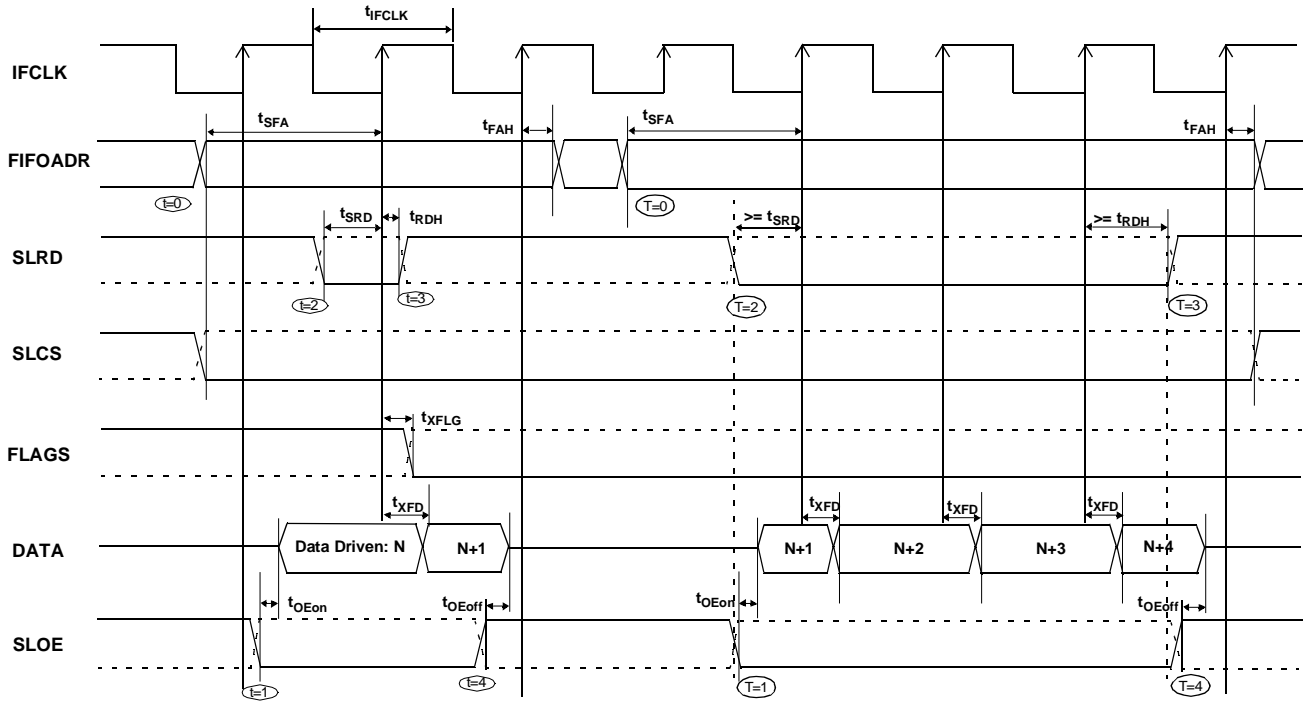 tIFCLK
IFCLK
tSFA
tFAH
tSFA
tFAH
FIFOADR
t=0
T=0
tSRD
tRDH
>= tSRD
>= tRDH
SLRD
t=2
t=3
T=2
T=3
SLCS
tXFLG
FLAGS
tXFD
tXFD
tXFD
tXFD
DATA
Data Driven: N
N+1
N+1
N+2
N+3
N+4
tOEon
tOEoff
tOEon
tOEoff
SLOE
t=1
t=4
T=1
T=4